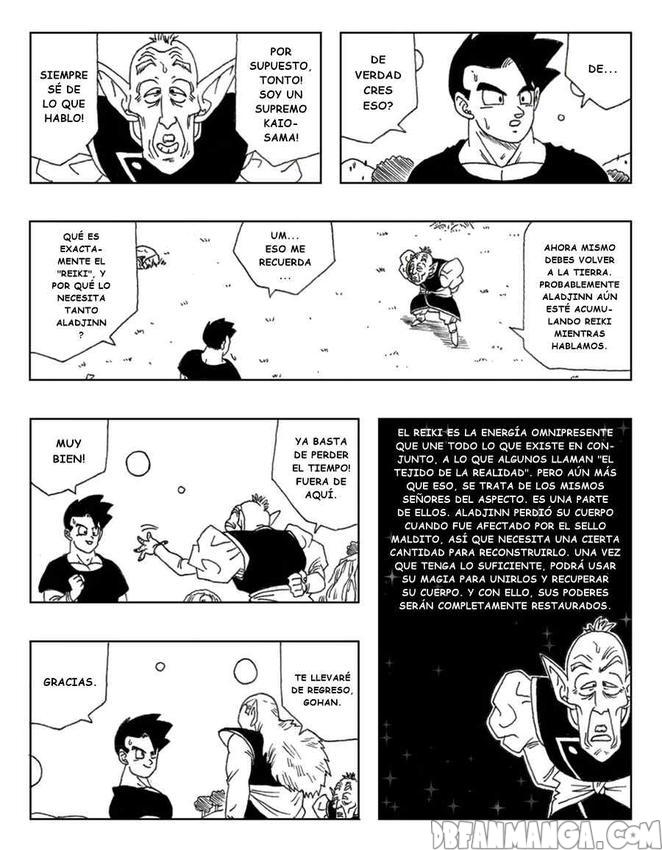 DE...
DE
VERDAD
CRES
ESO?
POR
SUPUESTO,
TONTO!
SOY UN
SUPREMO
KAIO-
SAMA!
SIEMPRE
SÉ DE
LO QUE
HABLO!
AHORA MISMO
DEBES VOLVER
A LA TIERRA.
PROBABLEMENTE
ALADJINN AÚN
ESTÉ ACUMU-
LANDO REIKI
MIENTRAS
HABLAMOS.
UM...
ESO ME
RECUERDA
...
QUÉ ES
EXACTA-
MENTE EL
"REIKI", Y
POR QUÉ LO
NECESITA
TANTO
ALADJINN
?
EL REIKI ES LA ENERGÍA OMNIPRESENTE
QUE UNE TODO LO QUE EXISTE EN CON-
JUNTO, A LO QUE ALGUNOS LLAMAN "EL
TEJIDO DE LA REALIDAD". PERO AÚN MÁS
QUE ESO, SE TRATA DE LOS MISMOS
SEÑORES DEL ASPECTO. ES UNA PARTE
DE ELLOS. ALADJINN PERDIÓ SU CUERPO
CUANDO FUE AFECTADO POR EL SELLO
MALDITO, ASÍ QUE NECESITA UNA CIERTA
CANTIDAD PARA RECONSTRUIRLO. UNA VEZ
QUE TENGA LO SUFICIENTE, PODRÁ USAR
SU MAGIA PARA UNIRLOS Y RECUPERAR
SU CUERPO. Y CON ELLO, SUS PODERES
SERÁN COMPLETAMENTE RESTAURADOS.
YA BASTA
DE PERDER
EL TIEMPO!
FUERA DE
AQUÍ.
MUY
BIEN!
TE LLEVARÉ
DE REGRESO,
GOHAN.
GRACIAS.
DBFANMANGA.COM